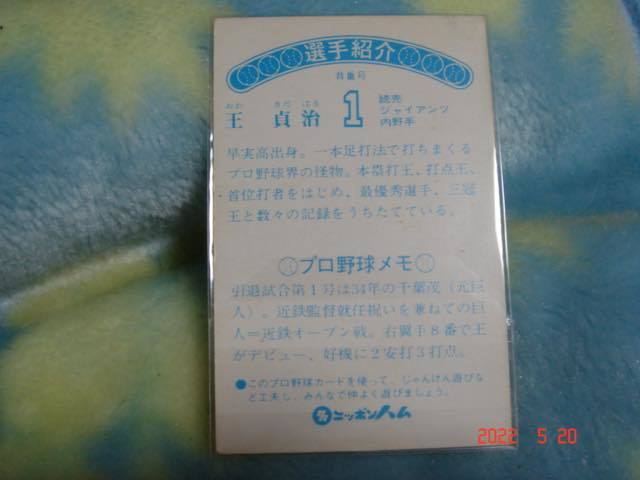 選手紹介
背番号
おう さだ はる
王 貞治 1 読売
ジャイアンツ
内野手
早実高出身。一本足打法で打ちまくる
プロ野球界の怪物。本塁打王、打点王、
首位打者をはじめ、最優秀選手、三冠
王と数々の記録をうちたてている。
プロ野球メモ
引退試合第1号は34年の千葉茂（元巨
人）。近鉄監督就任祝いを兼ねての巨
人＝近鉄オープン戦。右翼手8番で王
がデビュー、好機に2安打3打点。
●このプロ野球カードを使って、じゃんけん遊びな
ど工夫し、みんなで仲よく遊びましょう。
ニッポンハム
2022 5 20